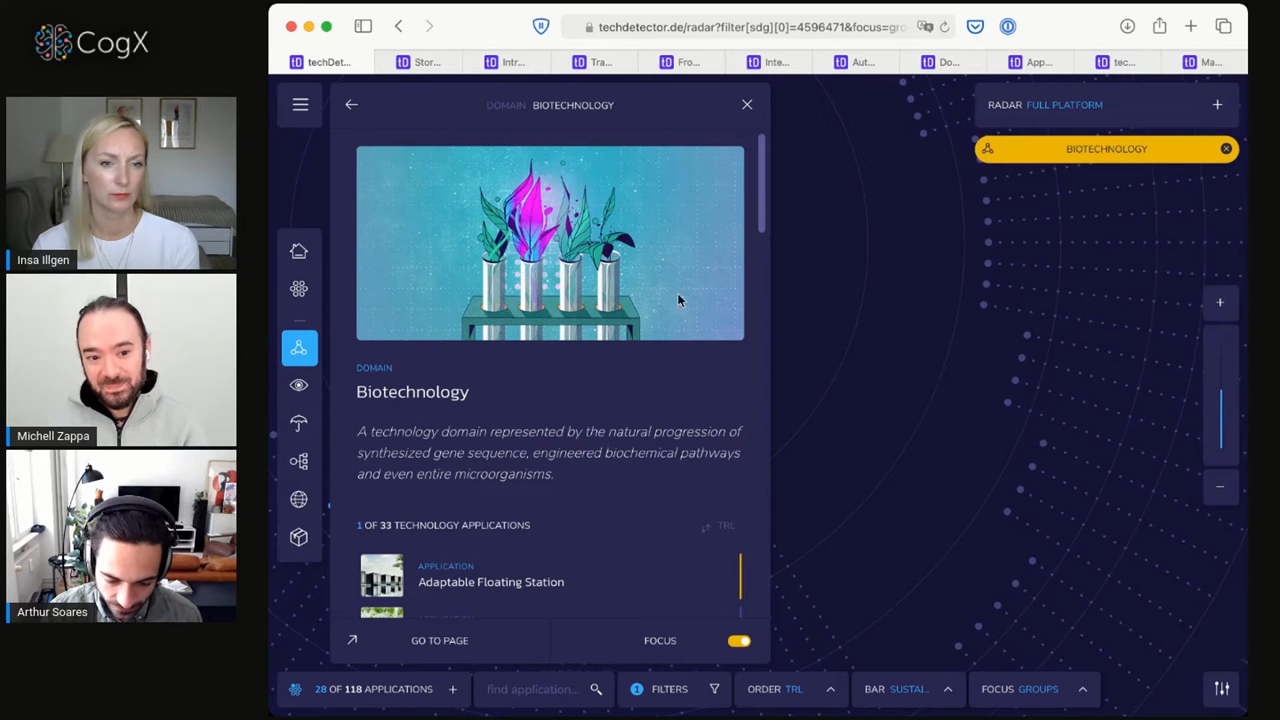 CogX
Insa Illgen
Michell Zappa
Arthur Soares
techdetector.de/radar?filter[sdg][0]=4596471&focus=gro
techDet...
Stor...
Intr...
Tra...
Fro...
Inte...
Aut...
Do...
App...
tec...
Ma...
DOMAIN BIOTECHNOLOGY
RADAR FULL PLATFORM
BIOTECHNOLOGY
DOMAIN
Biotechnology
A technology domain represented by the natural progression of
synthesized gene sequence, engineered biochemical pathways
and even entire microorganisms.
1 OF 33 TECHNOLOGY APPLICATIONS
TRL
APPLICATION
Adaptable Floating Station
GO TO PAGE
FOCUS
28 OF 118 APPLICATIONS
find application...
1 FILTERS
ORDER TRL
BAR SUSTAI...
FOCUS GROUPS